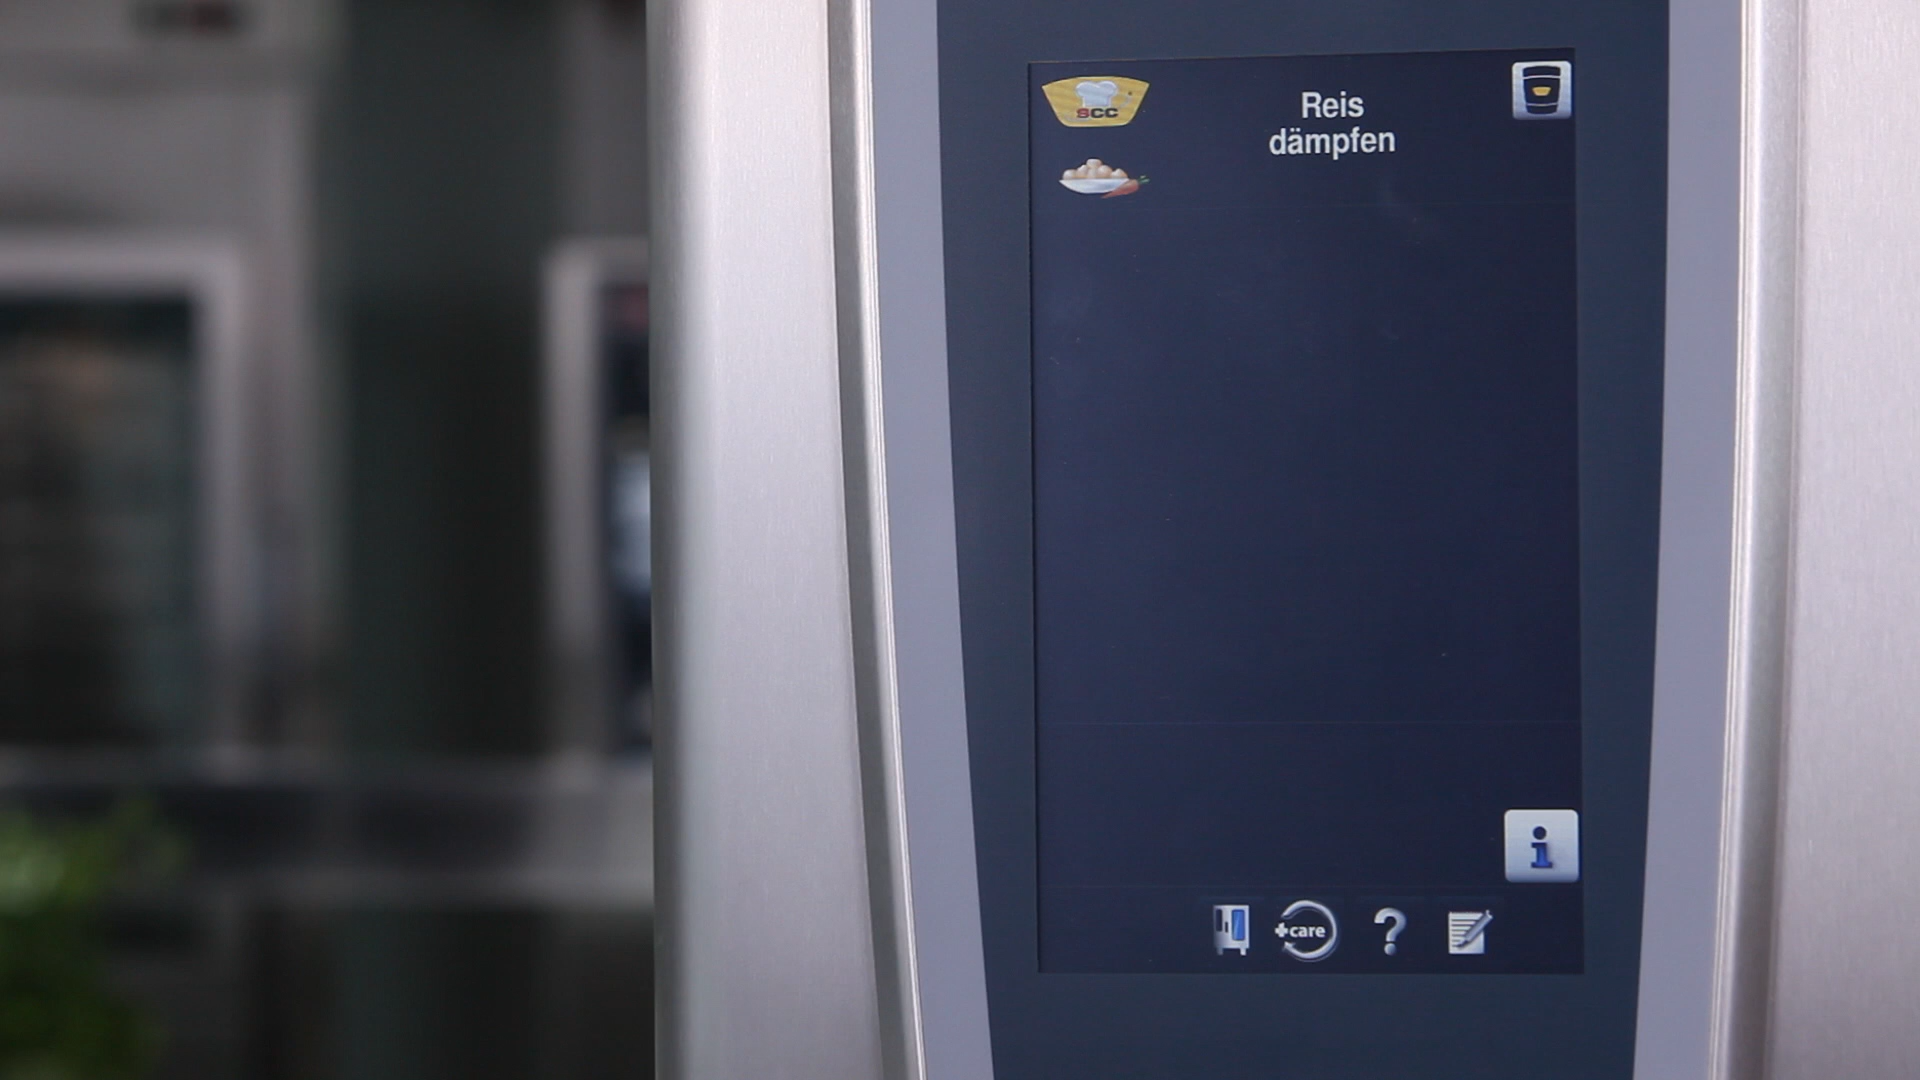 SCC
Reis
dämpfen
i
+care
?